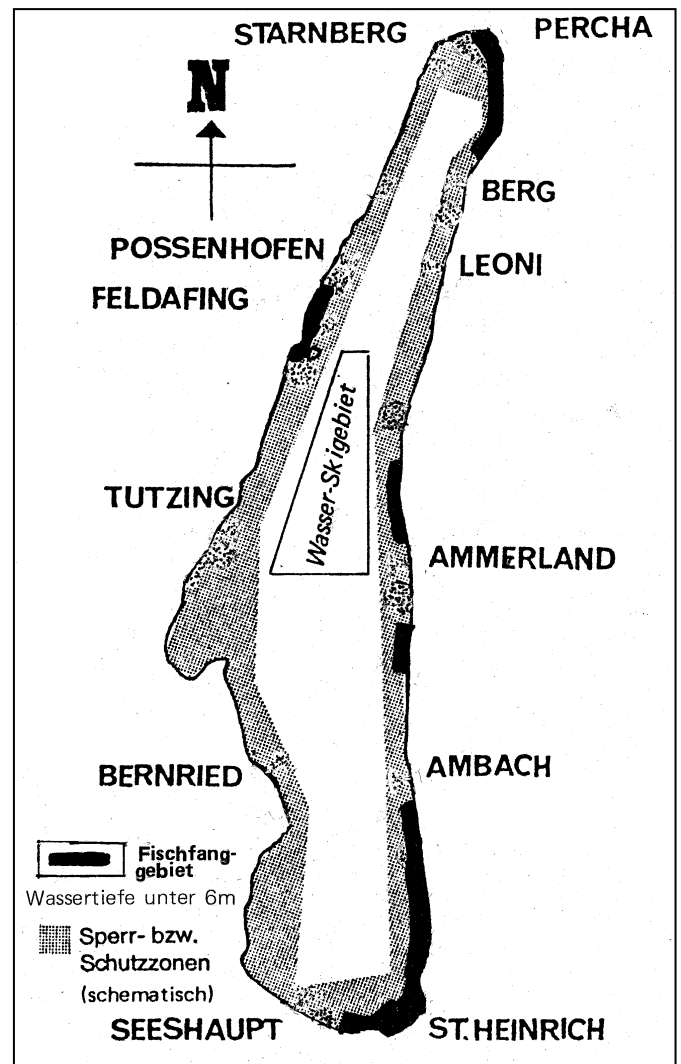 STARNBERG
PERCHA
N
BERG
POSSENHOFEN
LEONI
FELDAFING
Wasser-Skigebiet
TUTZING
AMMERLAND
AMBACH
BERNRIED
Fischfang-
gebiet
Wassertiefe unter 6m
Sperr- bzw.
Schutzzonen
(schematisch)
SEESHAUPT
ST.HEINRICH